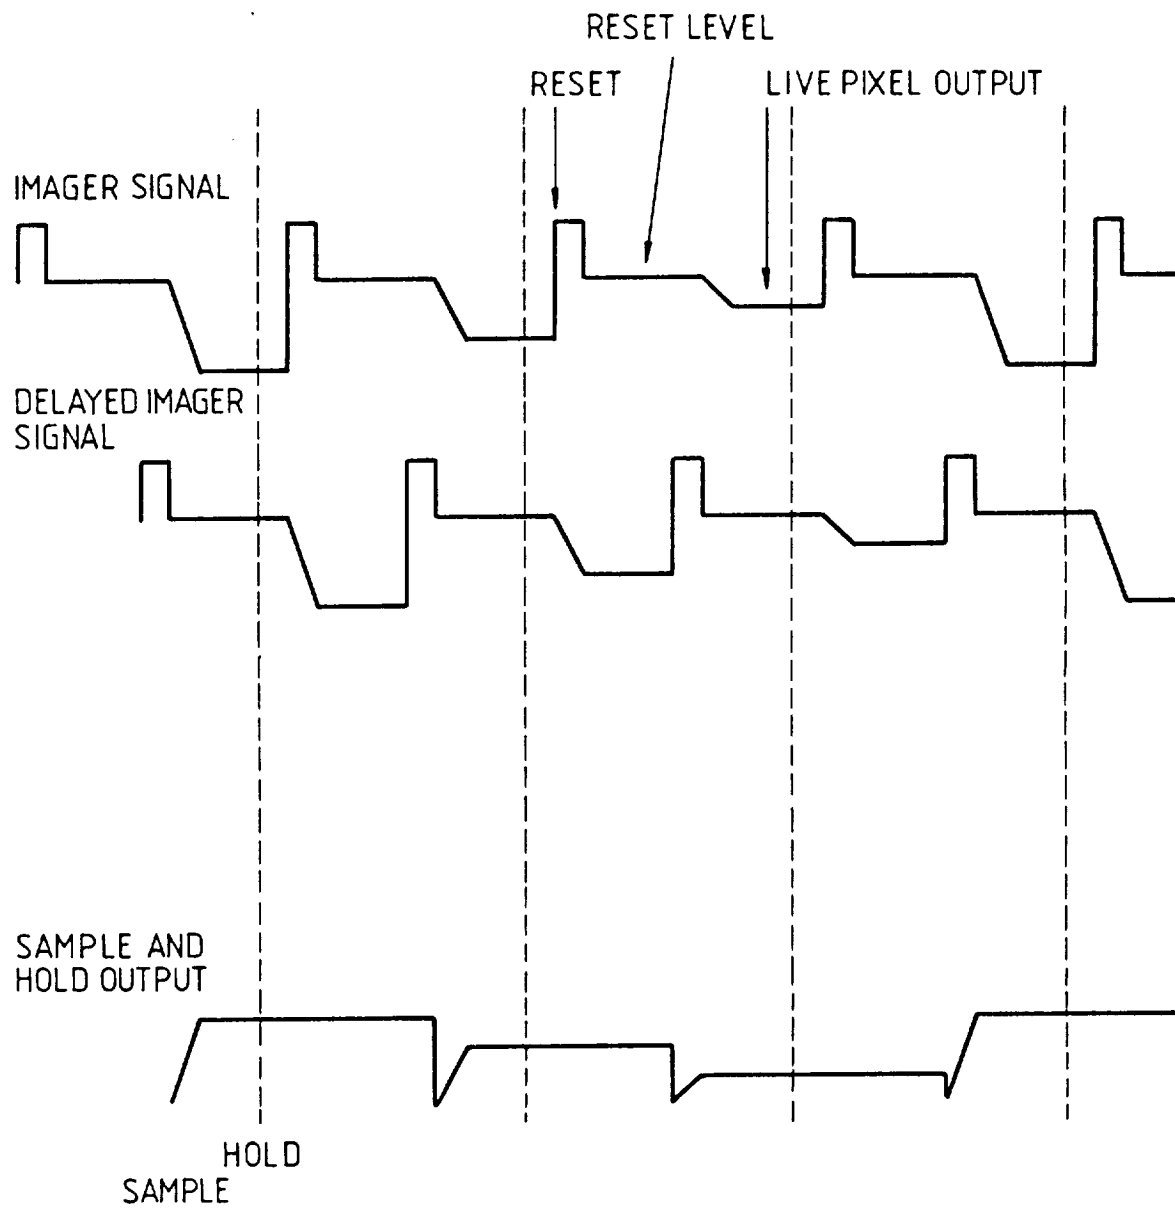 RESET LEVEL
RESET
LIVE PIXEL OUTPUT
IMAGER SIGNAL
DELAYED IMAGER
SIGNAL
SAMPLE AND
HOLD OUTPUT
HOLD
SAMPLE